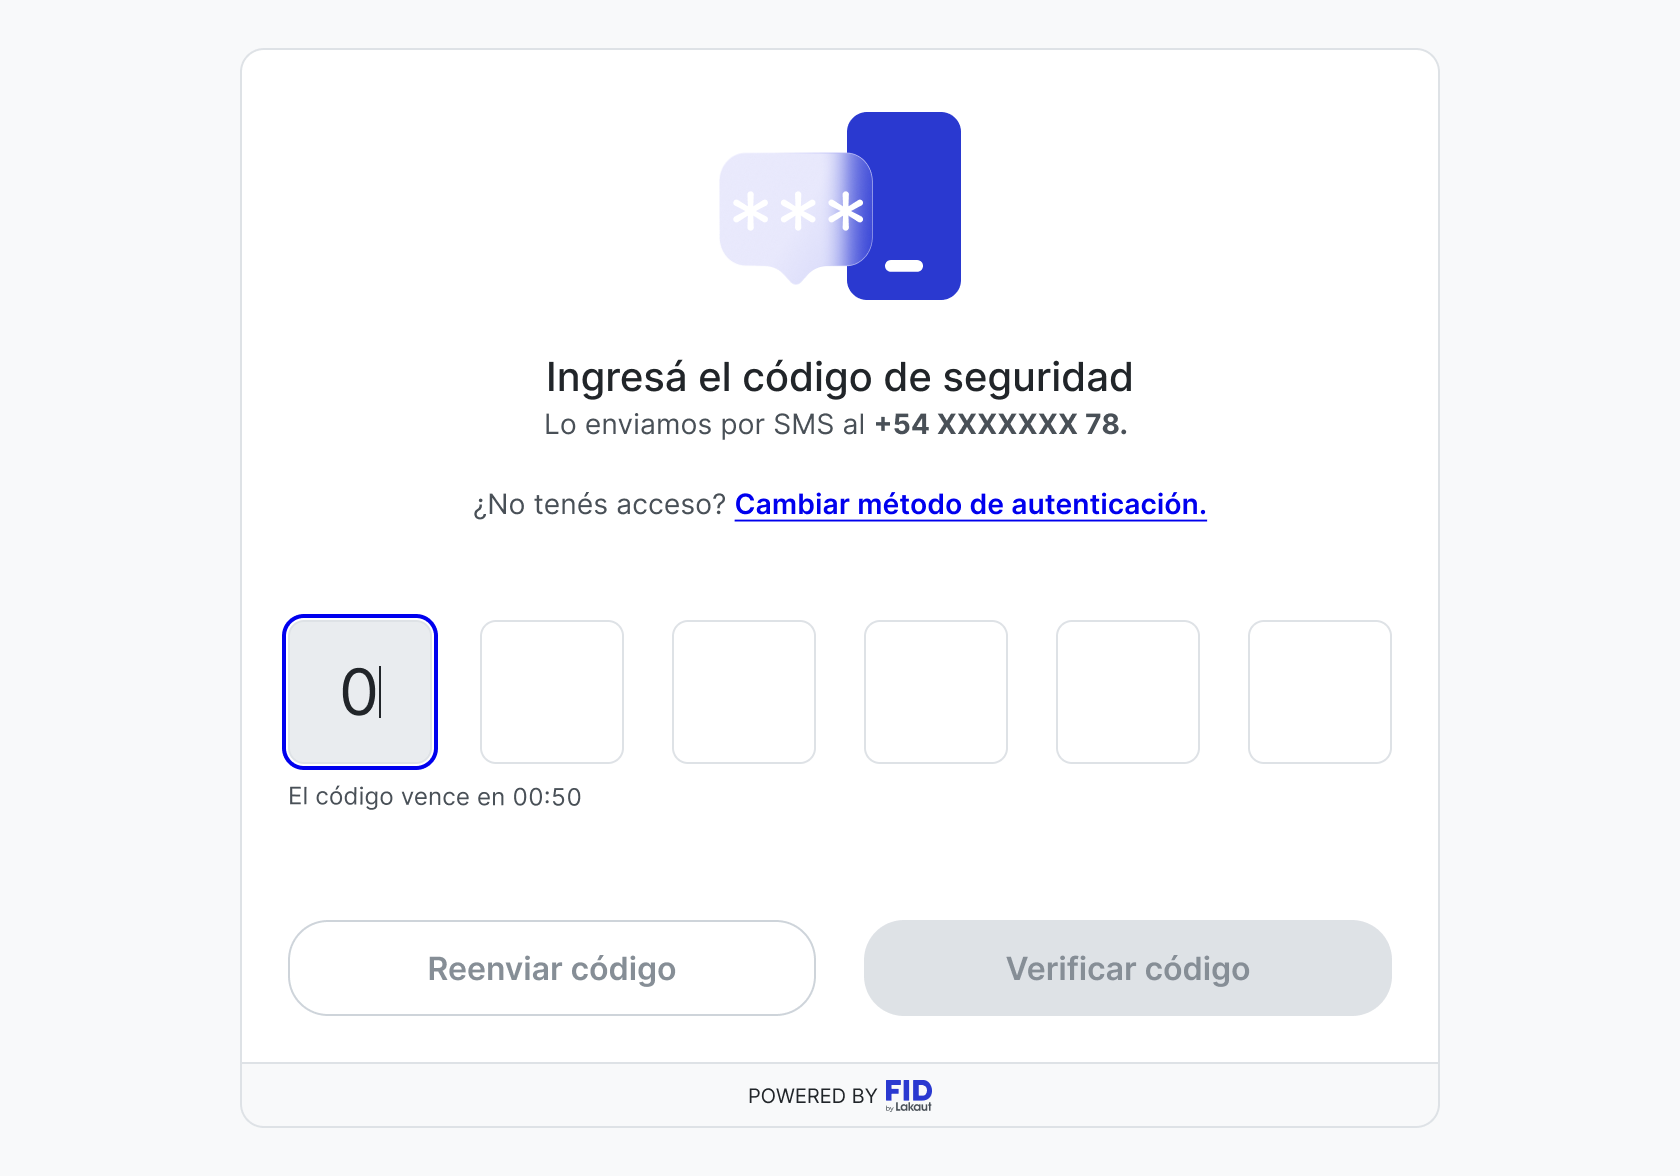 ***
Ingresá el código de seguridad
Lo enviamos por SMS al +54 XXXXXXX 78.
¿No tenés acceso? Cambiar método de autenticación.
0
El código vence en 00:50
Reenviar código
Verificar código
POWERED BY FID
by Lakaut